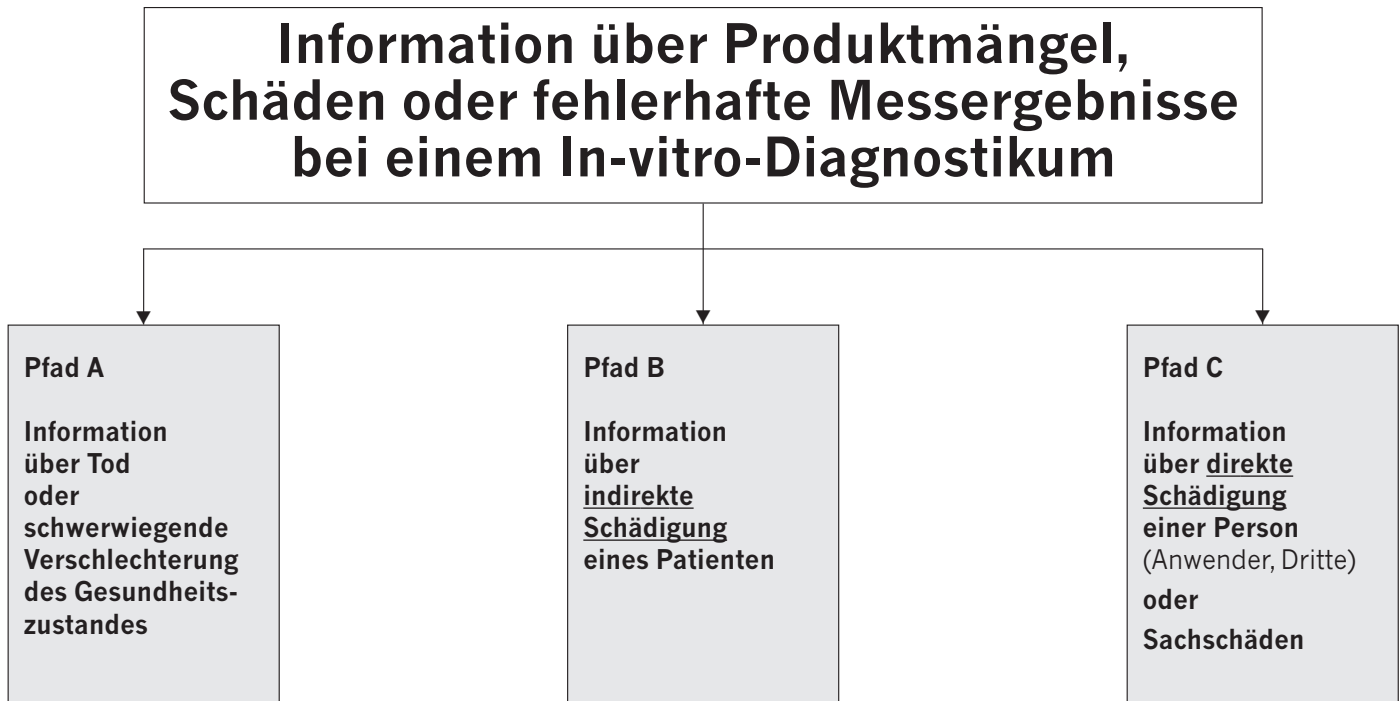 Information über Produktmängel,
Schäden oder fehlerhafte Messergebnisse
bei einem In-vitro-Diagnostikum
Pfad A
Information
über Tod
oder
schwerwiegende
Verschlechterung
des Gesundheits-
zustandes
Pfad B
Information
über
indirekte
Schädigung
eines Patienten
Pfad C
Information
über direkte
Schädigung
einer Person
(Anwender, Dritte)
oder
Sachschäden